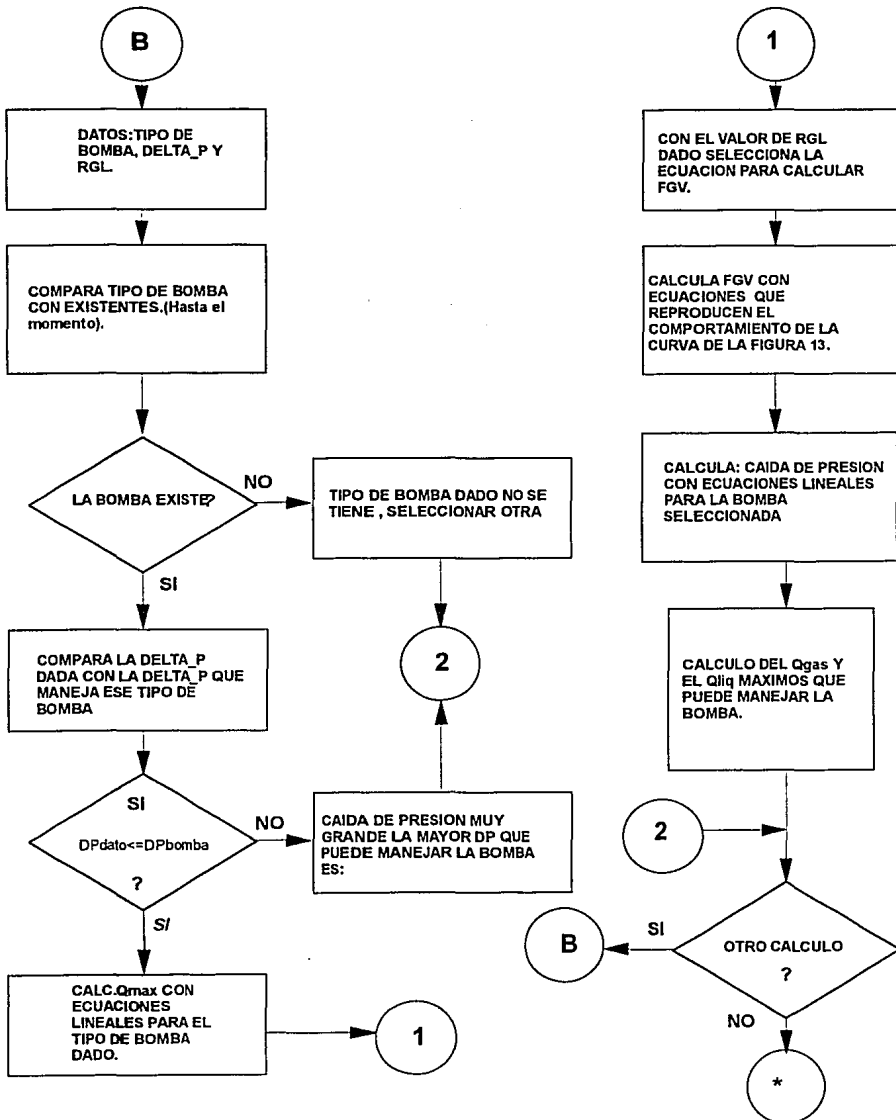 B
DATOS:TIPO DE
BOMBA, DELTA_P Y
RGL.
COMPARA TIPO DE BOMBA
CON EXISTENTES.(Hasta el
momento).
LA BOMBA EXISTE?
NO
TIPO DE BOMBA DADO NO SE
TIENE , SELECCIONAR OTRA
2
SI
COMPARA LA DELTA_P
DADA CON LA DELTA_P QUE
MANEJA ESE TIPO DE
BOMBA
SI
DPdato<=DPbomba
?
NO
CAIDA DE PRESION MUY
GRANDE LA MAYOR DP QUE
PUEDE MANEJAR LA BOMBA
ES:
SI
CALC.Qmax CON
ECUACIONES
LINEALES PARA EL
TIPO DE BOMBA
DADO.
1
1
CON EL VALOR DE RGL
DADO SELECCIONA LA
ECUACION PARA CALCULAR
FGV.
CALCULA FGV CON
ECUACIONES QUE
REPRODUCEN EL
COMPORTAMIENTO DE LA
CURVA DE LA FIGURA 13.
CALCULA: CAIDA DE PRESION
CON ECUACIONES LINEALES
PARA LA BOMBA
SELECCIONADA
CALCULO DEL Qgas Y
EL Qliq MAXIMOS QUE
PUEDE MANEJAR LA
BOMBA.
2
OTRO CALCULO
?
SI
B
NO
*